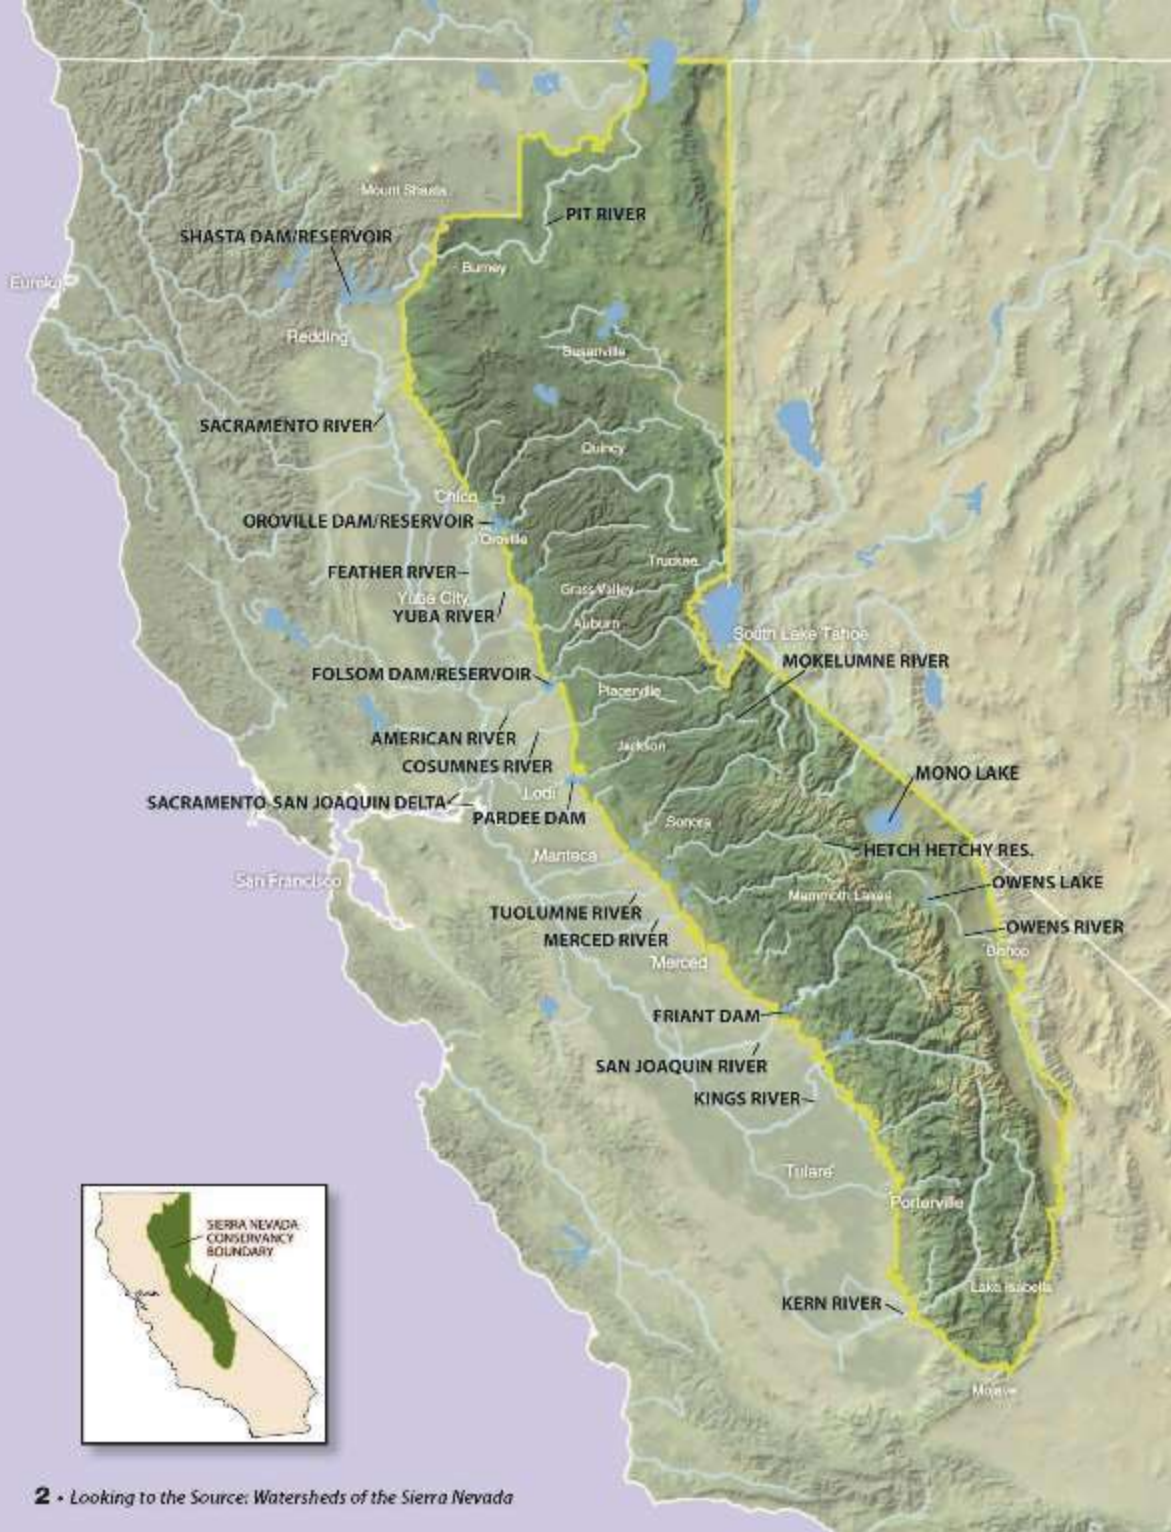 Mount Shasta
PIT RIVER
SHASTA DAM/RESERVOIR
Burney
Eureka
Redding
Susanville
SACRAMENTO RIVER
Quincy
Chico
OROVILLE DAM/RESERVOIR
Oroville
Truckee
FEATHER RIVER
Grass Valley
Yuba City
YUBA RIVER
Auburn
South Lake Tahoe
MOKELUMNE RIVER
FOLSOM DAM/RESERVOIR
Placerville
AMERICAN RIVER
Jackson
COSUMNES RIVER
MONO LAKE
Lodi
SACRAMENTO-SAN JOAQUIN DELTA
PARDEE DAM
Sonora
HETCH HETCHY RES.
Manteca
San Francisco
OWENS LAKE
Mammoth Lakes
TUOLUMNE RIVER
OWENS RIVER
MERCED RIVER
Bishop
Merced
FRIANT DAM
SAN JOAQUIN RIVER
KINGS RIVER
Tulare
Porterville
SIERRA NEVADA
CONSERVANCY
BOUNDARY
Lake Isabella
KERN RIVER
Mojave
2 • Looking to the Source: Watersheds of the Sierra Nevada